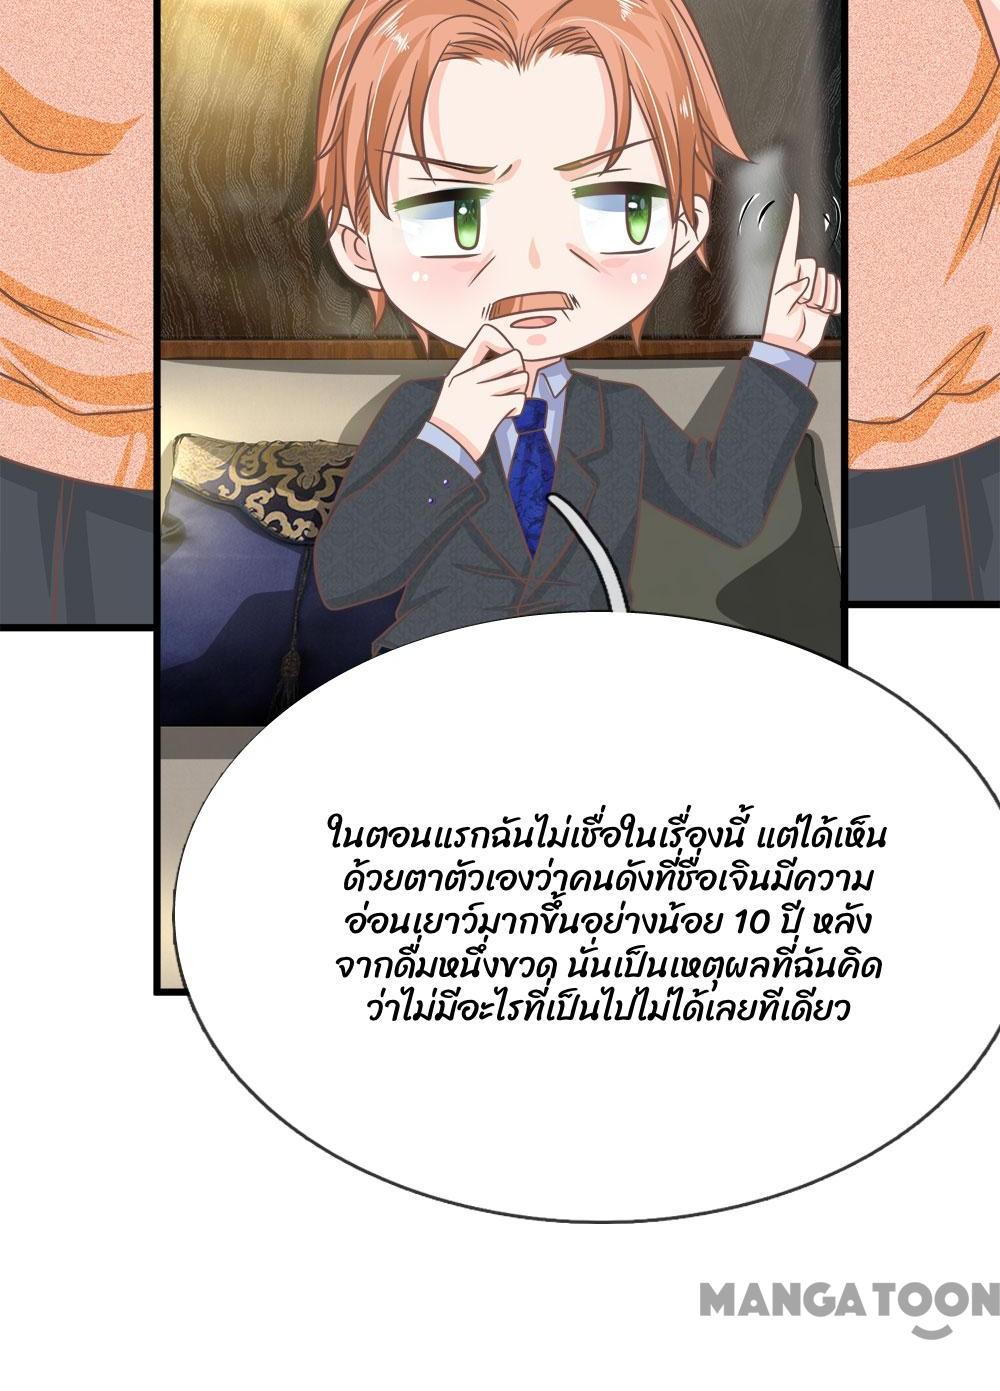 ในตอนแรกฉันไม่เชื่อในเรื่องนี้ แต่ได้เห็น
ด้วยตาตัวเองว่าคนดังที่ชื่อเจินมีความ
อ่อนเยาว์มากขึ้นอย่างน้อย 10 ปี หลัง
จากดื่มหนึ่งขวด นั่นเป็นเหตุผลที่ฉันคิด
ว่าไม่มีอะไรที่เป็นไปไม่ได้เลยทีเดียว
MANGATOON